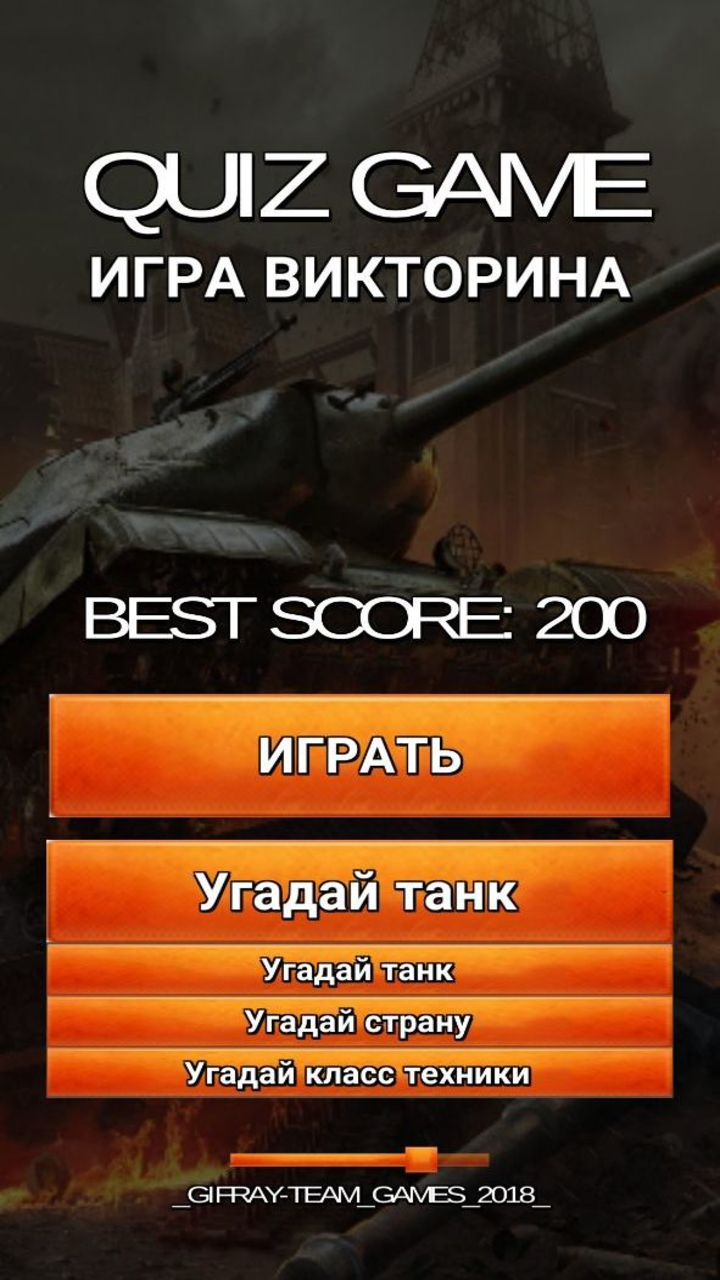 QUIZ GAME
ИГРА ВИКТОРИНА
BEST SCORE: 200
ИГРАТЬ
Угадай танк
Угадай танк
Угадай страну
Угадай класс техники
_GIFRAY-TEAM_GAMES_2018_